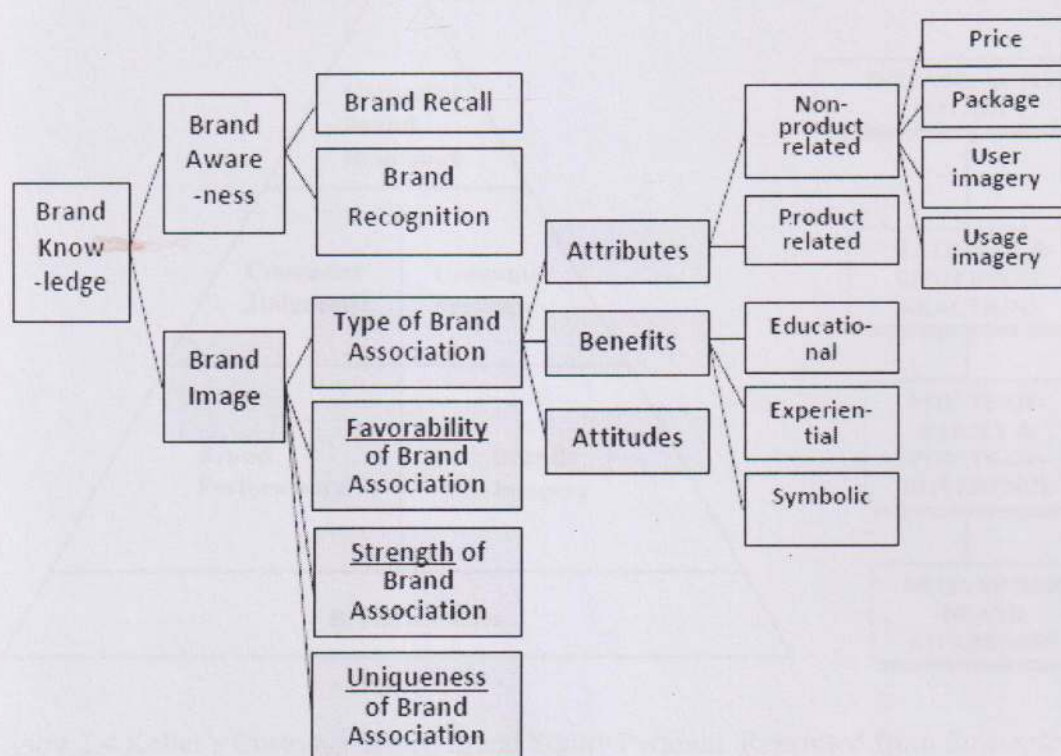 Brand
Know
-ledge
Brand
Aware
-ness
Brand
Image
Brand Recall
Brand
Recognition
Type of Brand
Association
Favorability
of Brand
Association
Strength of
Brand
Association
Uniqueness
of Brand
Association
Attributes
Benefits
Attitudes
Non-
product
related
Product
related
Educatio-
nal
Experien-
tial
Symbolic
Price
Package
User
imagery
Usage
imagery